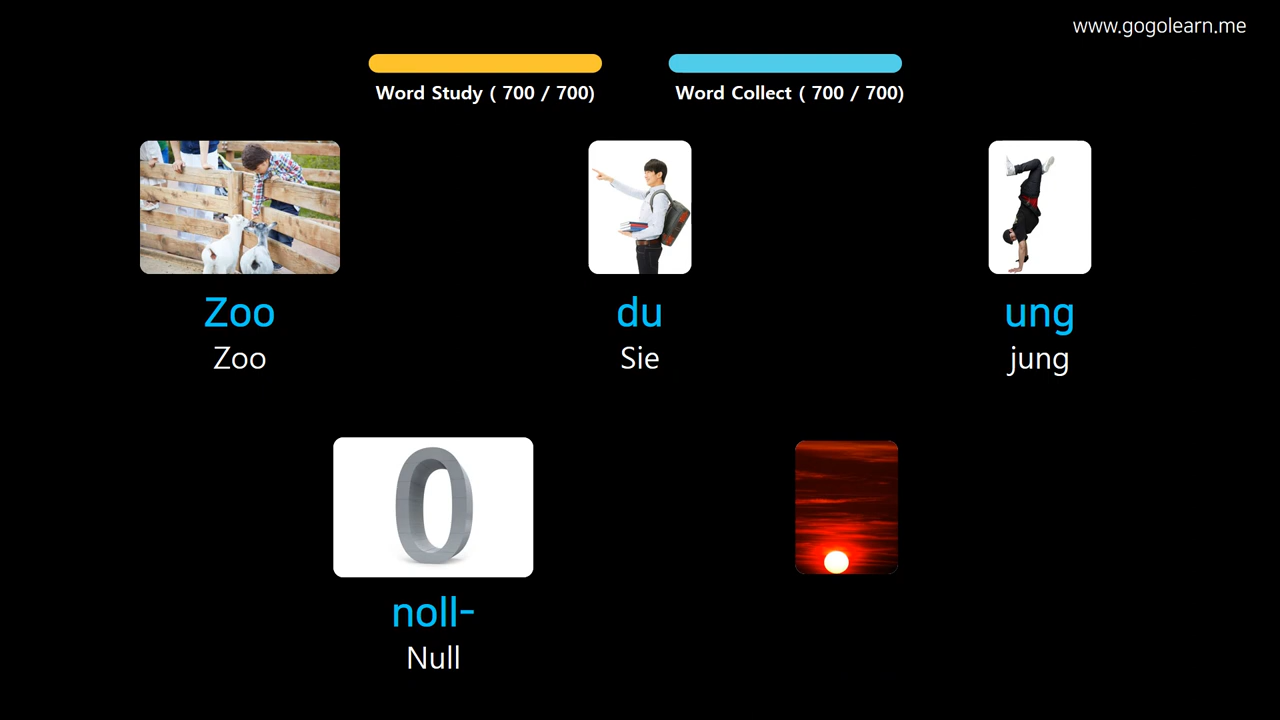 www.gogolearn.me
Word Study ( 700 / 700)
Word Collect ( 700 / 700)
Zoo
Zoo
du
Sie
ung
jung
0
noll-
Null